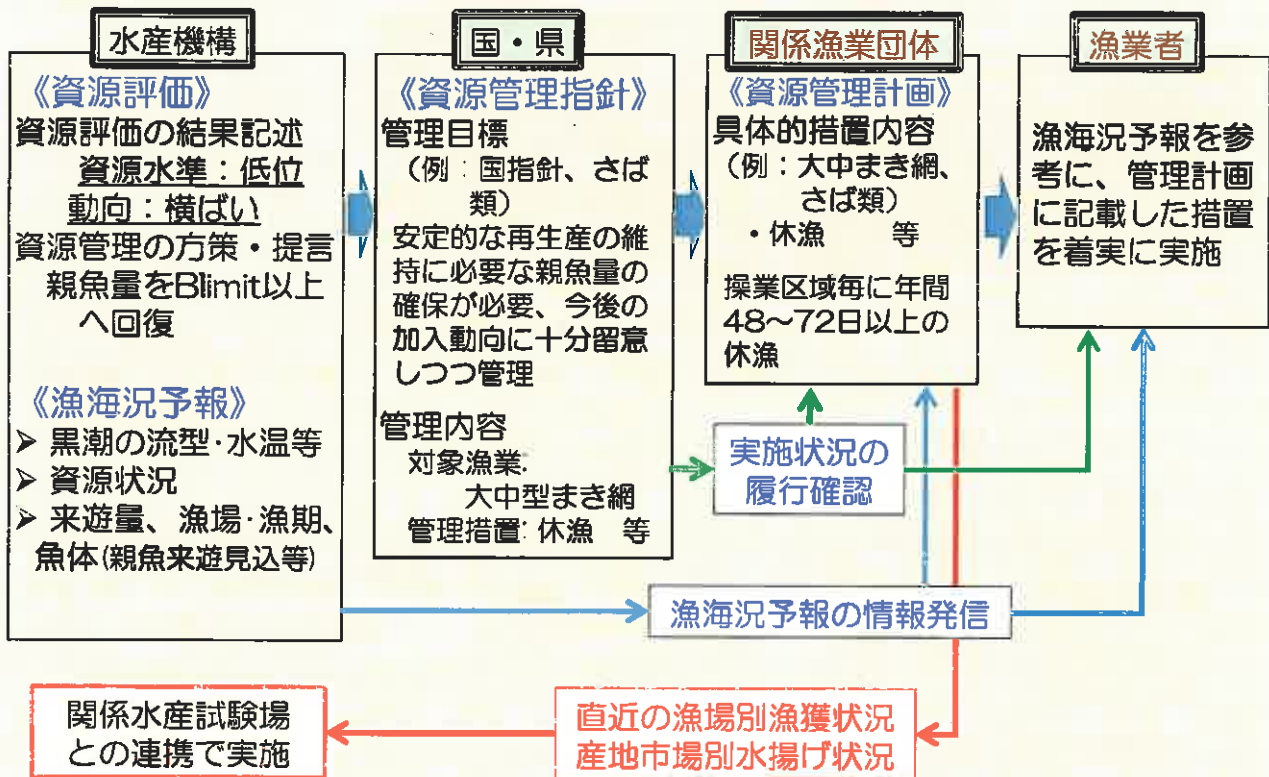 水産機構
《資源評価》
資源評価の結果記述
資源水準：低位
動向：横ばい
資源管理の方策・提言
親魚量をBlimit以上
へ回復
《漁海況予報》
➢ 黒潮の流型・水温等
➢ 資源状況
➢ 来遊量、漁場・漁期、
魚体(親魚来遊見込等)
国・県
《資源管理指針》
管理目標
（例：国指針、さば
類）
安定的な再生産の維
持に必要な親魚量の
確保が必要、今後の
加入動向に十分留意
しつつ管理
管理内容
対象漁業：
大中型まき網
管理措置：休漁　等
関係漁業団体
《資源管理計画》
具体的措置内容
（例：大中まき網、
さば類）
・休漁　　等
操業区域毎に年間
48～72日以上の
休漁
漁業者
漁海況予報を参
考に、管理計画
に記載した措置
を着実に実施
実施状況の
履行確認
漁海況予報の情報発信
直近の漁場別漁獲状況
産地市場別水揚げ状況
関係水産試験場
との連携で実施